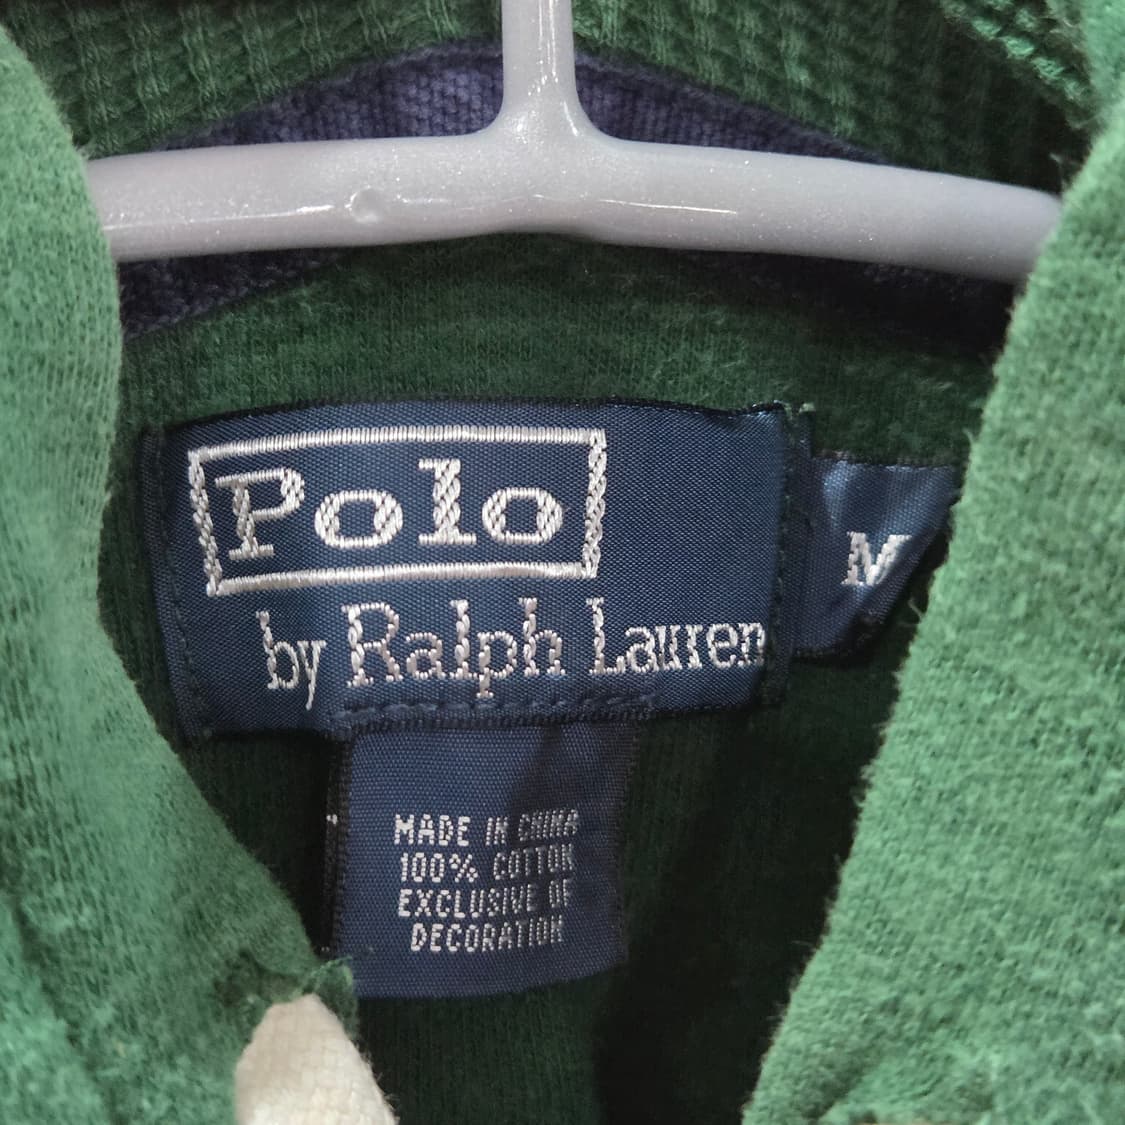 Polo
by Ralph Lauren
M
MADE IN CHINA
100% COTTON
EXCLUSIVE OF
DECORATION